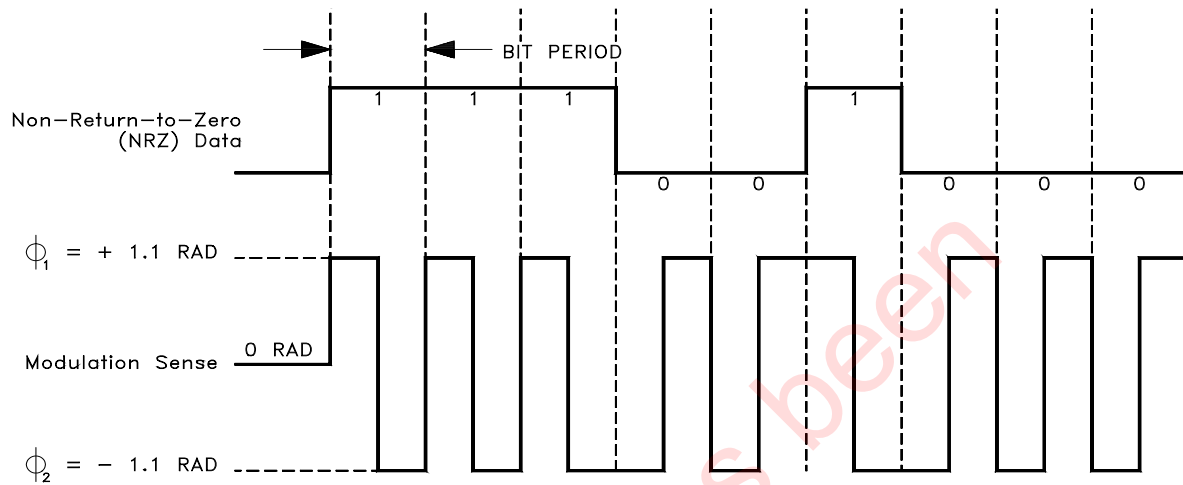 BIT PERIOD
1 1 1 1
Non-Return-to-Zero
(NRZ) Data
0 0 0 0 0
ϕ1 = + 1.1 RAD
0 RAD
Modulation Sense
ϕ2 = - 1.1 RAD
s been